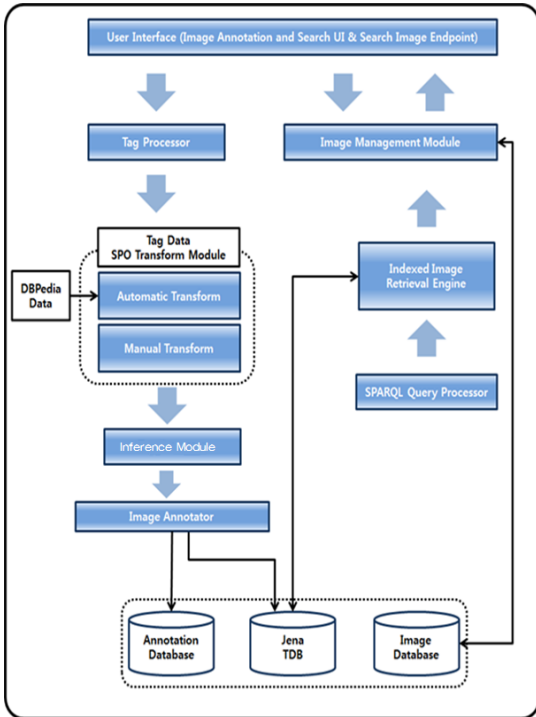 User Interface (Image Annotation and Search UI & Search Image Endpoint)
Tag Processor
Image Management Module
Tag Data
SPO Transform Module
DBPedia
Data
Automatic Transform
Manual Transform
Indexed Image
Retrieval Engine
SPARQL Query Processor
Inference Module
Image Annotator
Annotation
Database
Jena
TDB
Image
Database